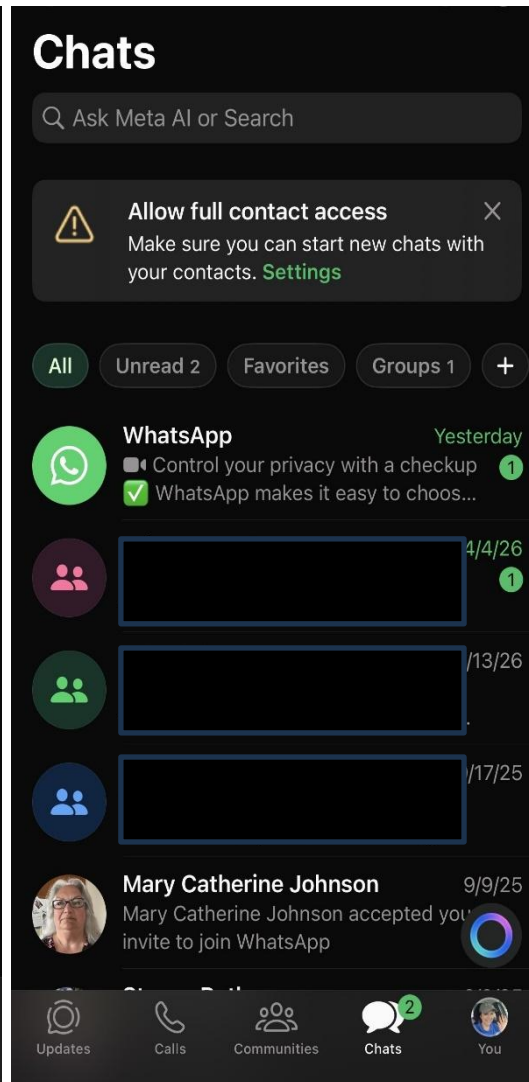 Chats
Ask Meta AI or Search
Allow full contact access
Make sure you can start new chats with
your contacts. Settings
All Unread 2 Favorites Groups 1 +
WhatsApp Yesterday
Control your privacy with a checkup 1
✅ WhatsApp makes it easy to choos...
4/4/26
1
/13/26
.
/17/25
Mary Catherine Johnson 9/9/25
Mary Catherine Johnson accepted you
invite to join WhatsApp
2
Updates Calls Communities Chats You